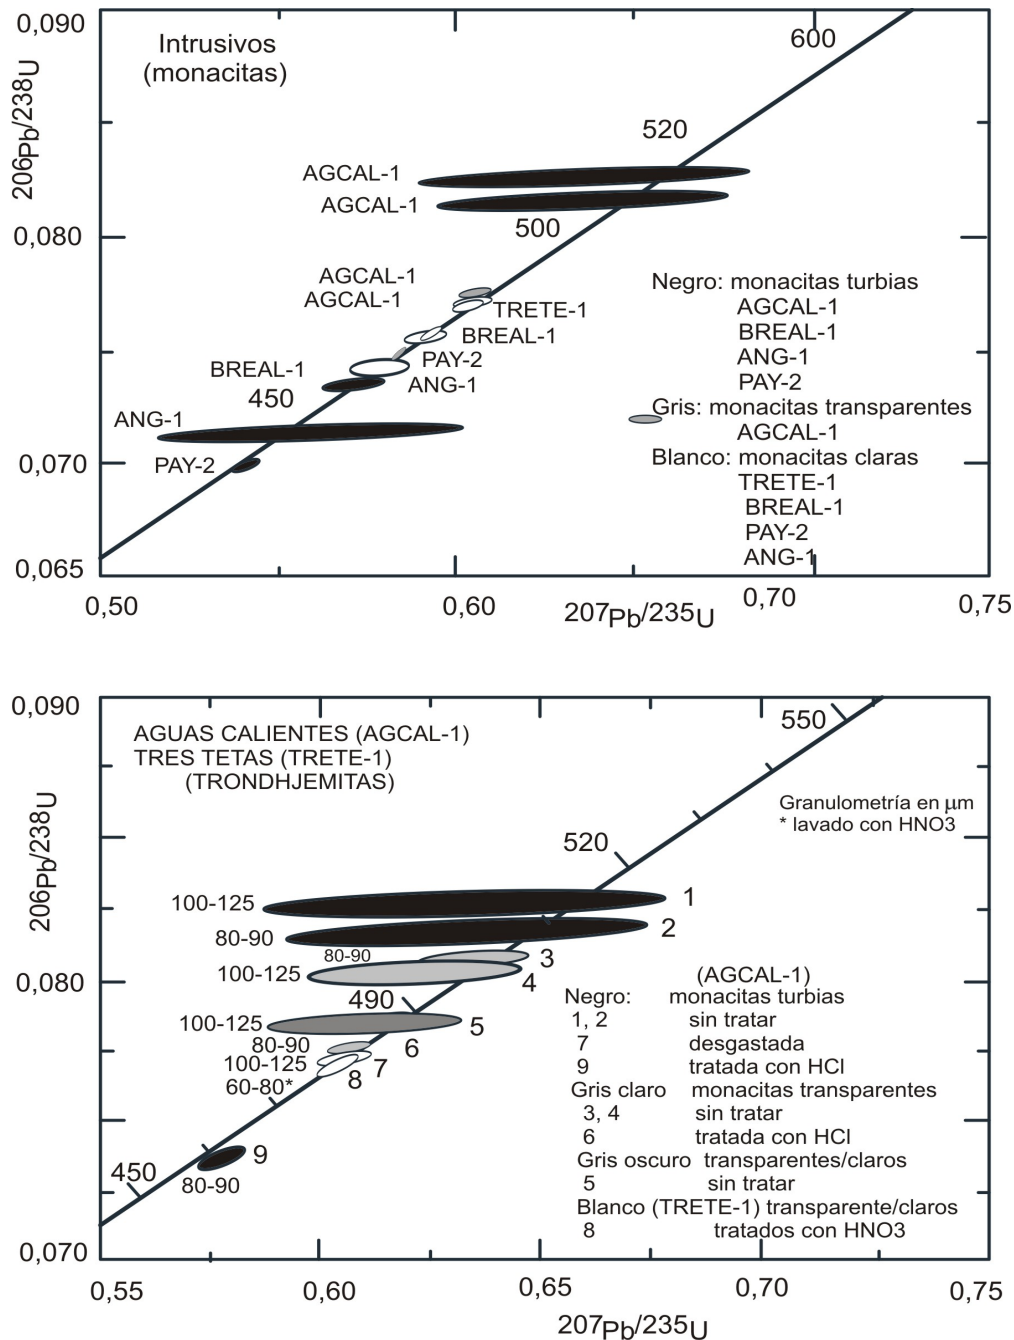 0,090
Intrusivos
(monacitas)
600
206Pb/238U
520
AGCAL-1
AGCAL-1
500
0,080
AGCAL-1
AGCAL-1
TRETE-1
BREAL-1
PAY-2
BREAL-1
ANG-1
450
ANG-1
PAY-2
0,070
Negro: monacitas turbias
AGCAL-1
BREAL-1
ANG-1
PAY-2
Gris: monacitas transparentes
AGCAL-1
Blanco: monacitas claras
TRETE-1
BREAL-1
PAY-2
ANG-1
0,065
0,50
0,60
207Pb/235U
0,70
0,75
0,090
AGUAS CALIENTES (AGCAL-1)
TRES TETAS (TRETE-1)
(TRONDHJEMITAS)
550
Granulometría en µm
* lavado con HNO3
206Pb/238U
520
100-125 1
80-90 2
80-90 3
100-125 4
0,080
490
100-125 5
80-90 6
100-125 7
60-80* 8
9
450
80-90
(AGCAL-1)
Negro: monacitas turbias
1, 2 sin tratar
7 desgastada
9 tratada con HCl
Gris claro monacitas transparentes
3, 4 sin tratar
6 tratada con HCl
Gris oscuro transparentes/claros
5 sin tratar
Blanco (TRETE-1) transparente/claros
8 tratados con HNO3
0,070
0,55
0,60
0,65
0,70
0,75
207Pb/235U